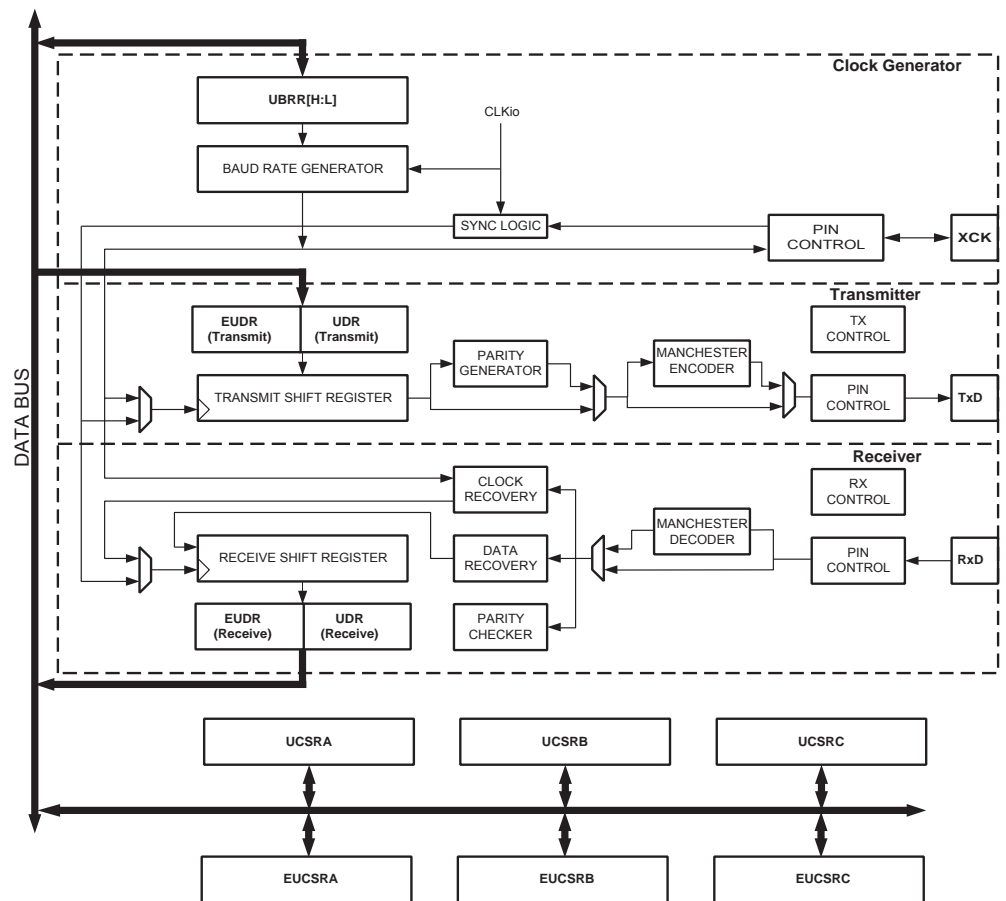 Clock Generator
UBRR[H:L]
CLKio
BAUD RATE GENERATOR
SYNC LOGIC
PIN
CONTROL
XCK
DATA BUS
Transmitter
EUDR
(Transmit)
UDR
(Transmit)
TX
CONTROL
PARITY
GENERATOR
MANCHESTER
ENCODER
TRANSMIT SHIFT REGISTER
PIN
CONTROL
TxD
Receiver
CLOCK
RECOVERY
RX
CONTROL
MANCHESTER
DECODER
RECEIVE SHIFT REGISTER
DATA
RECOVERY
PIN
CONTROL
RxD
EUDR
(Receive)
UDR
(Receive)
PARITY
CHECKER
UCSRA
UCSRB
UCSRC
EUCSRA
EUCSRB
EUCSRC